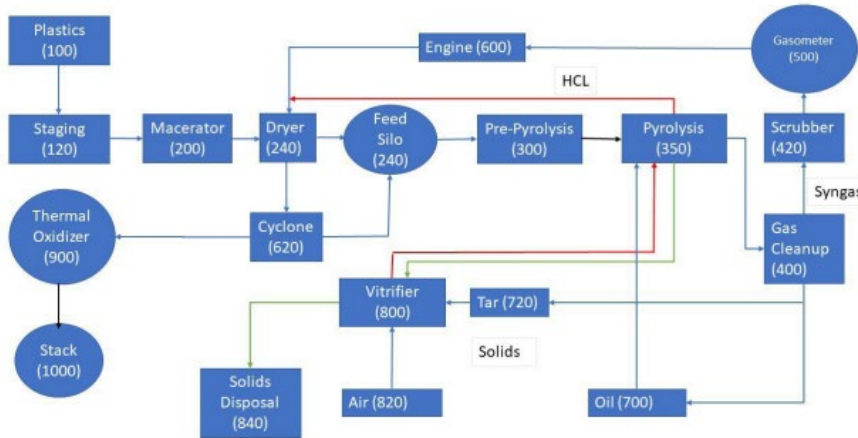 Plastics
(100)
Engine (600)
Gasometer
(500)
HCL
Staging
(120)
Macerator
(200)
Dryer
(240)
Feed
Silo
(240)
Pre-Pyrolysis
(300)
Pyrolysis
(350)
Scrubber
(420)
Syngas
Thermal
Oxidizer
(900)
Cyclone
(620)
Gas
Cleanup
(400)
Vitrifier
(800)
Tar (720)
Solids
Stack
(1000)
Solids
Disposal
(840)
Air (820)
Oil (700)